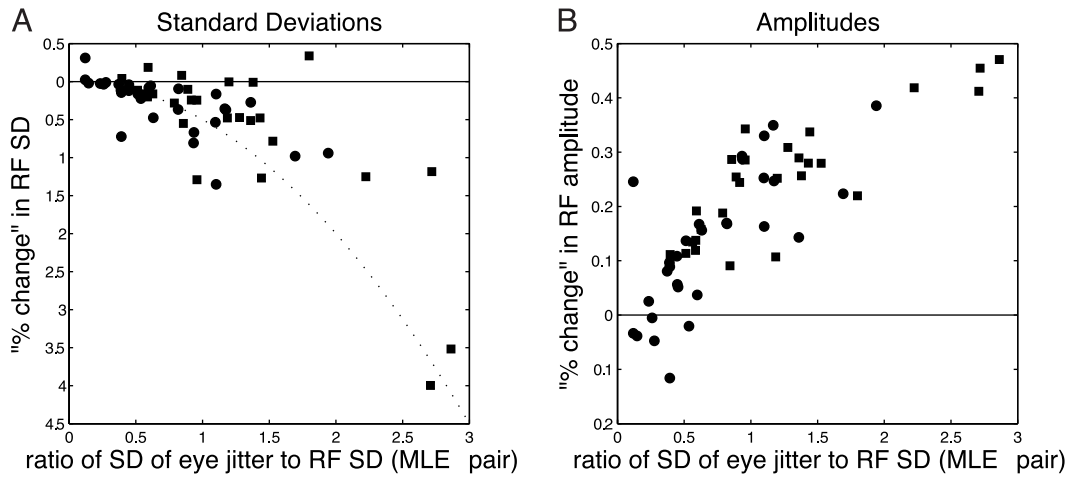 A
Standard Deviations
0.5
0
0.5
1
1.5
2
2.5
3
3.5
4
4.5
0 0.5 1 1.5 2 2.5 3
"% change" in RF SD
ratio of SD of eye jitter to RF SD (MLE pair)
B
Amplitudes
0.5
0.4
0.3
0.2
0.1
0
0.1
0.2
0 0.5 1 1.5 2 2.5 3
"% change" in RF amplitude
ratio of SD of eye jitter to RF SD (MLE pair)